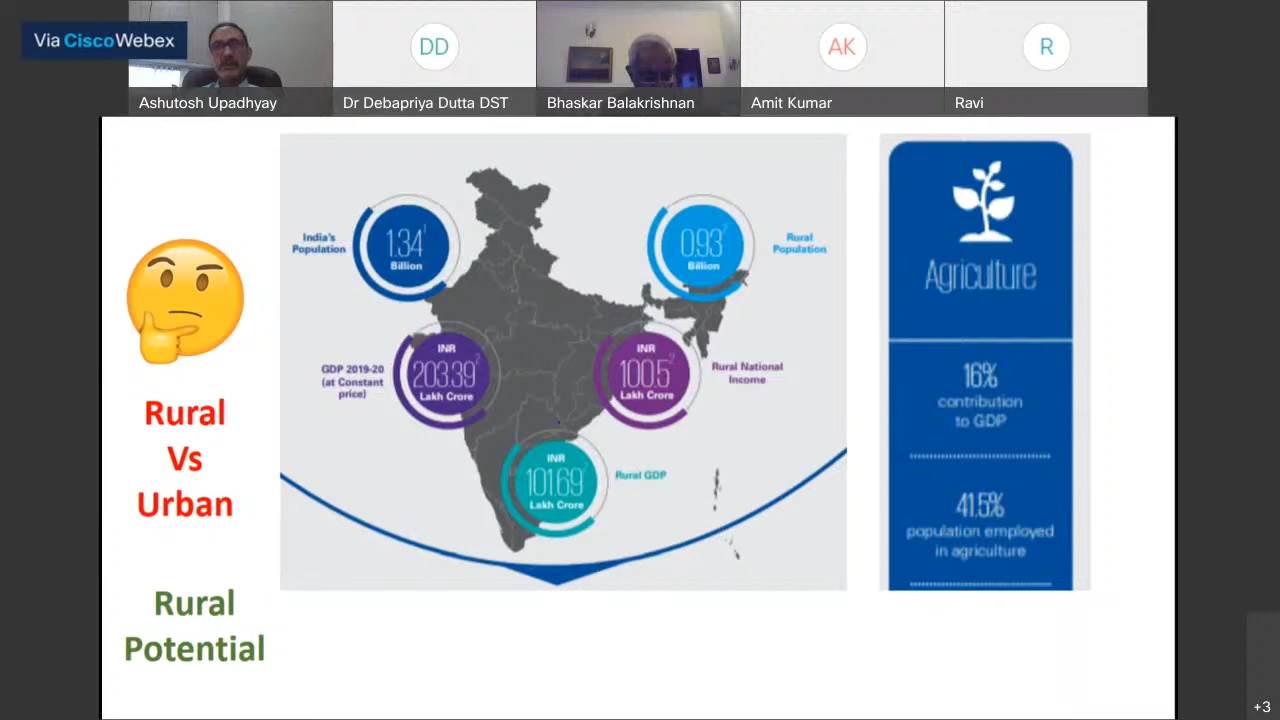 Via CiscoWebex
Ashutosh Upadhyay
DD
Dr Debapriya Dutta DST
Bhaskar Balakrishnan
AK
Amit Kumar
R
Ravi
Rural
Vs
Urban
Rural
Potential
India's
Population
1.34
Billion
0.93
Billion
Rural
Population
GDP 2019-20
(at Constant
price)
INR
203.39
Lakh Crore
INR
100.5
Lakh Crore
Rural National
Income
INR
101.69
Lakh Crore
Rural GDP
Agriculture
16%
contribution
to GDP
41.5%
population employed
in agriculture
+3